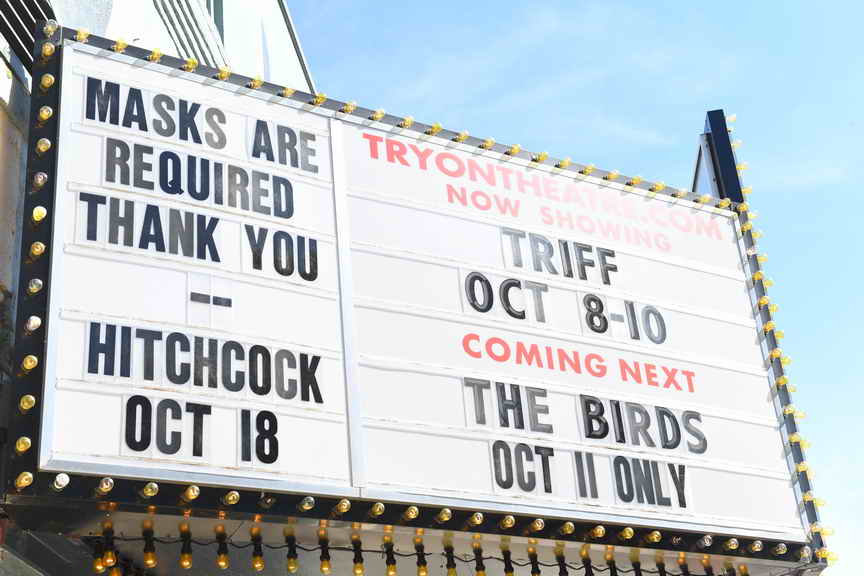 MASKS ARE
REQUIRED
THANK YOU
--
HITCHCOCK
OCT 18
TRYONTHEATRE.COM
NOW SHOWING
TRIFF
OCT 8-10
COMING NEXT
THE BIRDS
OCT 11 ONLY